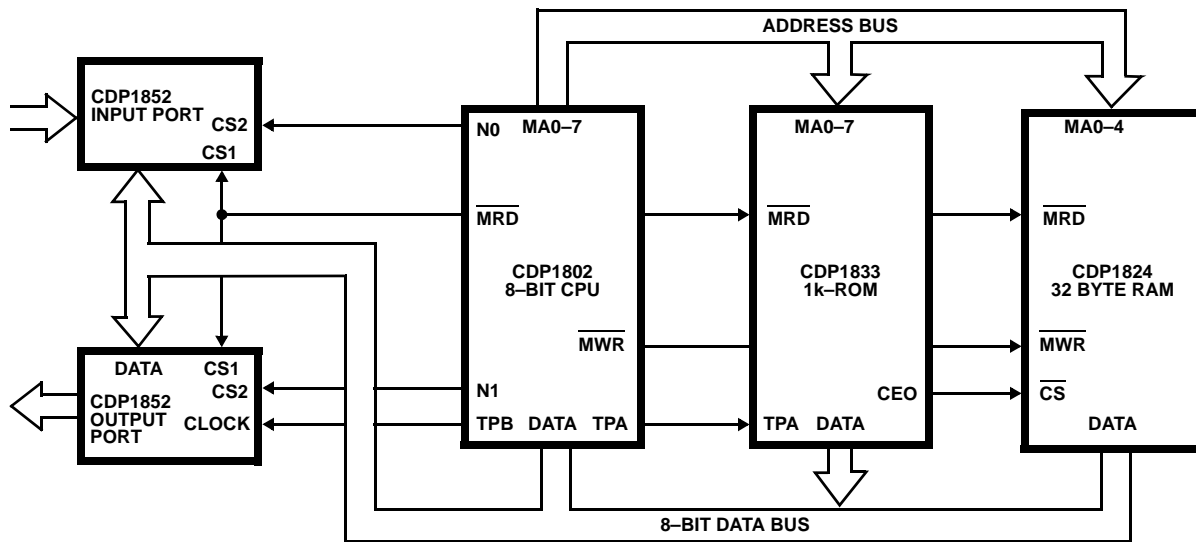 ADDRESS BUS
CDP1852
INPUT PORT
CS2
CS1
N0
MA0–7
MRD
CDP1802
8–BIT CPU
MWR
N1
TPB
DATA
TPA
MA0–7
MRD
CDP1833
1k–ROM
CEO
TPA
DATA
MA0–4
MRD
CDP1824
32 BYTE RAM
MWR
CS
DATA
DATA
CS1
CS2
CDP1852
OUTPUT
PORT
CLOCK
8–BIT DATA BUS